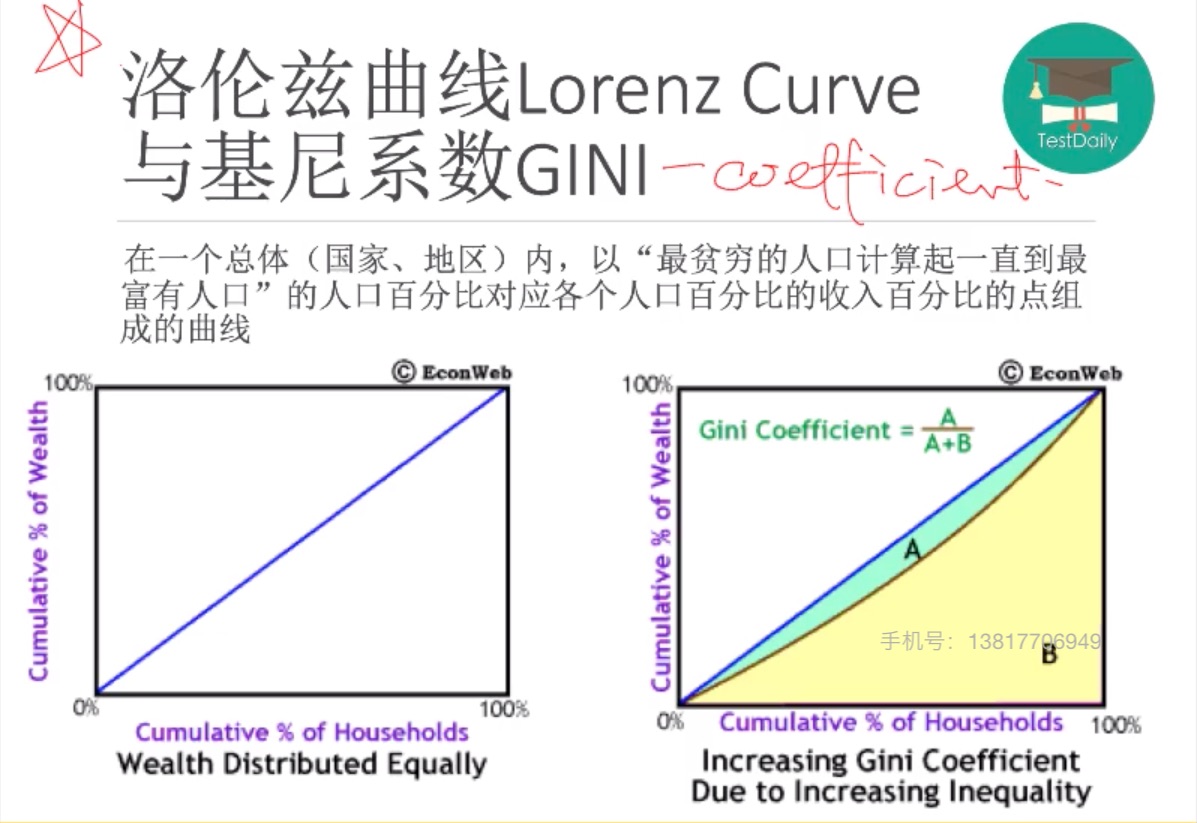 洛伦兹曲线Lorenz Curve
与基尼系数GINI -coefficient-
TestDaily
在一个总体（国家、地区）内，以“最贫穷的人口计算起一直到最
富有人口”的人口百分比对应各个人口百分比的收入百分比的点组
成的曲线
© EconWeb
100%
Cumulative % of Wealth
0%
100%
Cumulative % of Households
Wealth Distributed Equally
© EconWeb
100%
Gini Coefficient = A
A+B
Cumulative % of Wealth
A
手机号：13817706949
B
0%
Cumulative % of Households
100%
Increasing Gini Coefficient
Due to Increasing Inequality